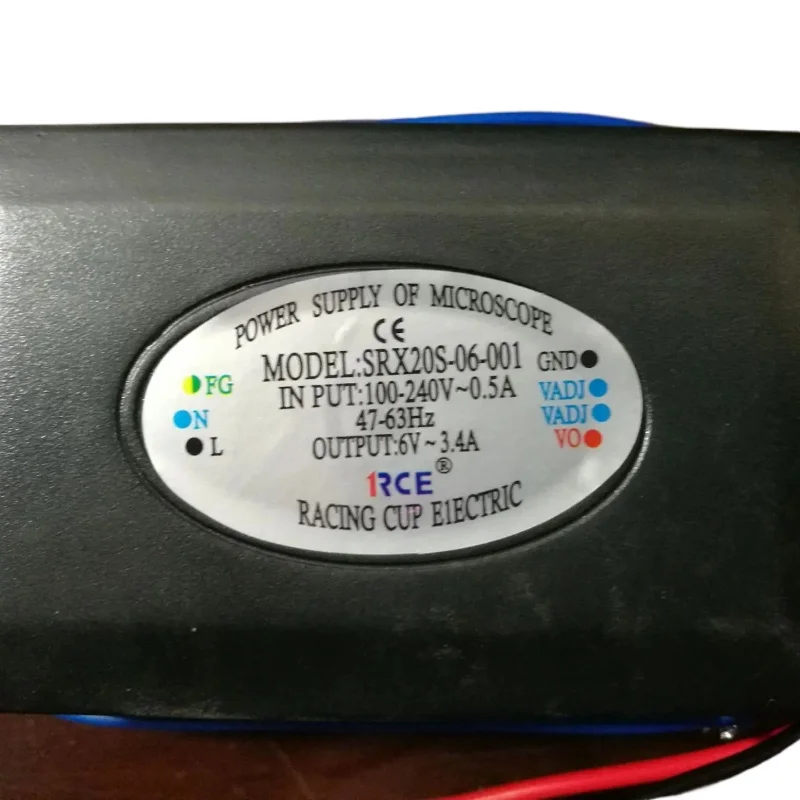 POWER SUPPLY OF MICROSCOPE
CE
MODEL:SRX20S-06-001
IN PUT:100-240V~0.5A
47-63Hz
OUTPUT:6V~3.4A
FG
N
L
GND
VADJ
VADJ
VO
1RCE®
RACING CUP E1ECTRIC